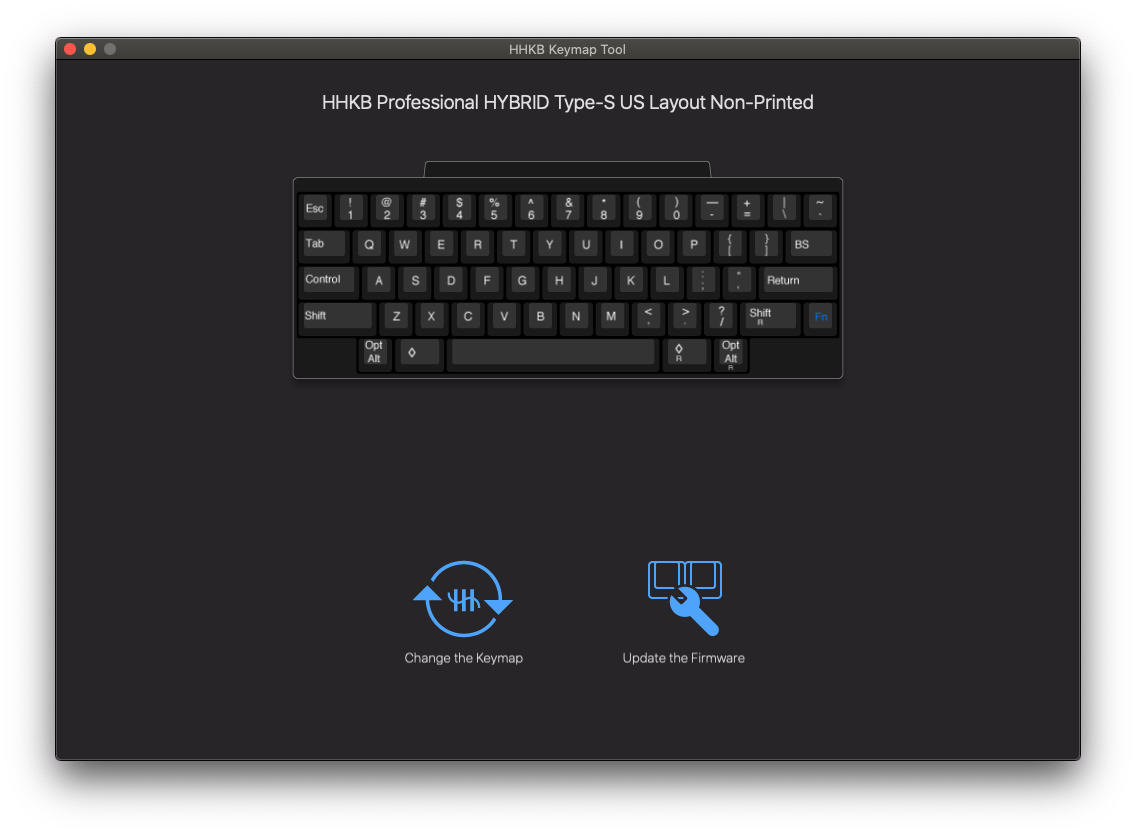 HHKB Keymap Tool
HHKB Professional HYBRID Type-S US Layout Non-Printed
Esc ! 1 @ 2 # 3 $ 4 % 5 ^ 6 & 7 * 8 ( 9 ) 0 — - + = | \ ~ `
Tab Q W E R T Y U I O P { [ } ] BS
Control A S D F G H J K L : ; " ' Return
Shift Z X C V B N M < , > . ? / Shift R Fn
Opt Alt ◊ ◊ R Opt Alt R
Change the Keymap
Update the Firmware